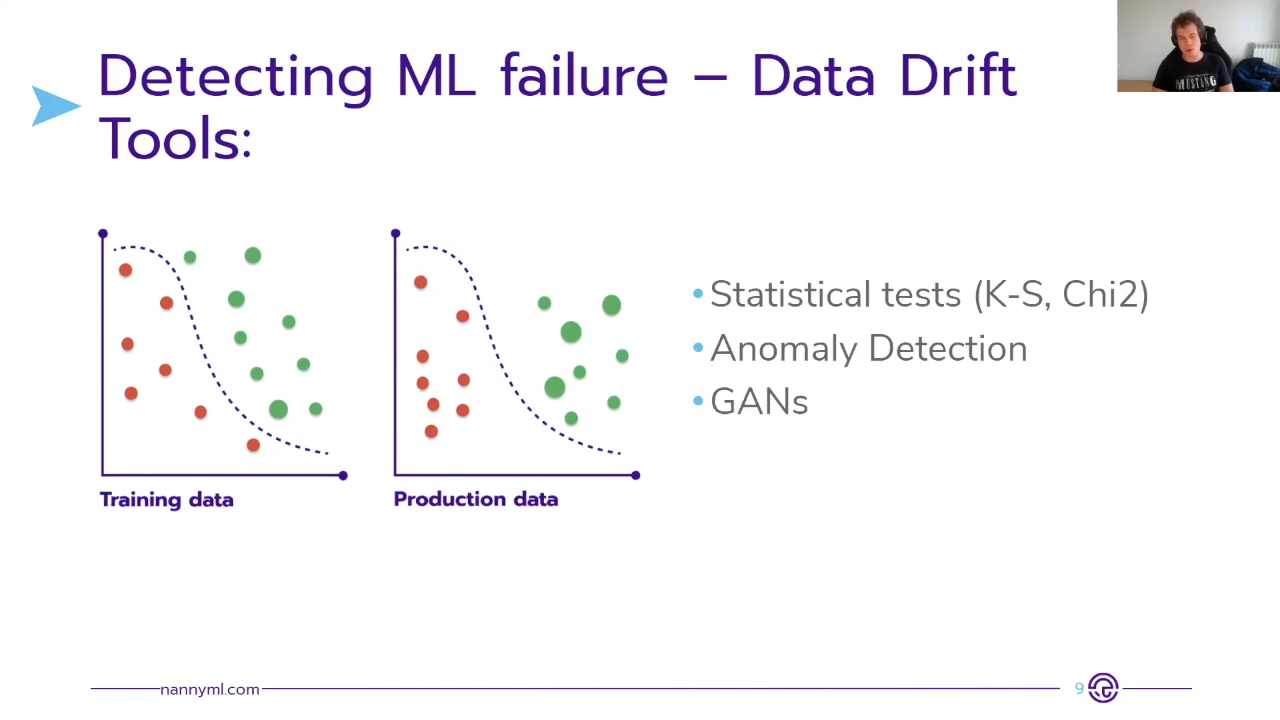 Detecting ML failure – Data Drift
Tools:
MUSTANG
•Statistical tests (K-S, Chi2)
•Anomaly Detection
•GANs
Training data
Production data
nannyml.com
9